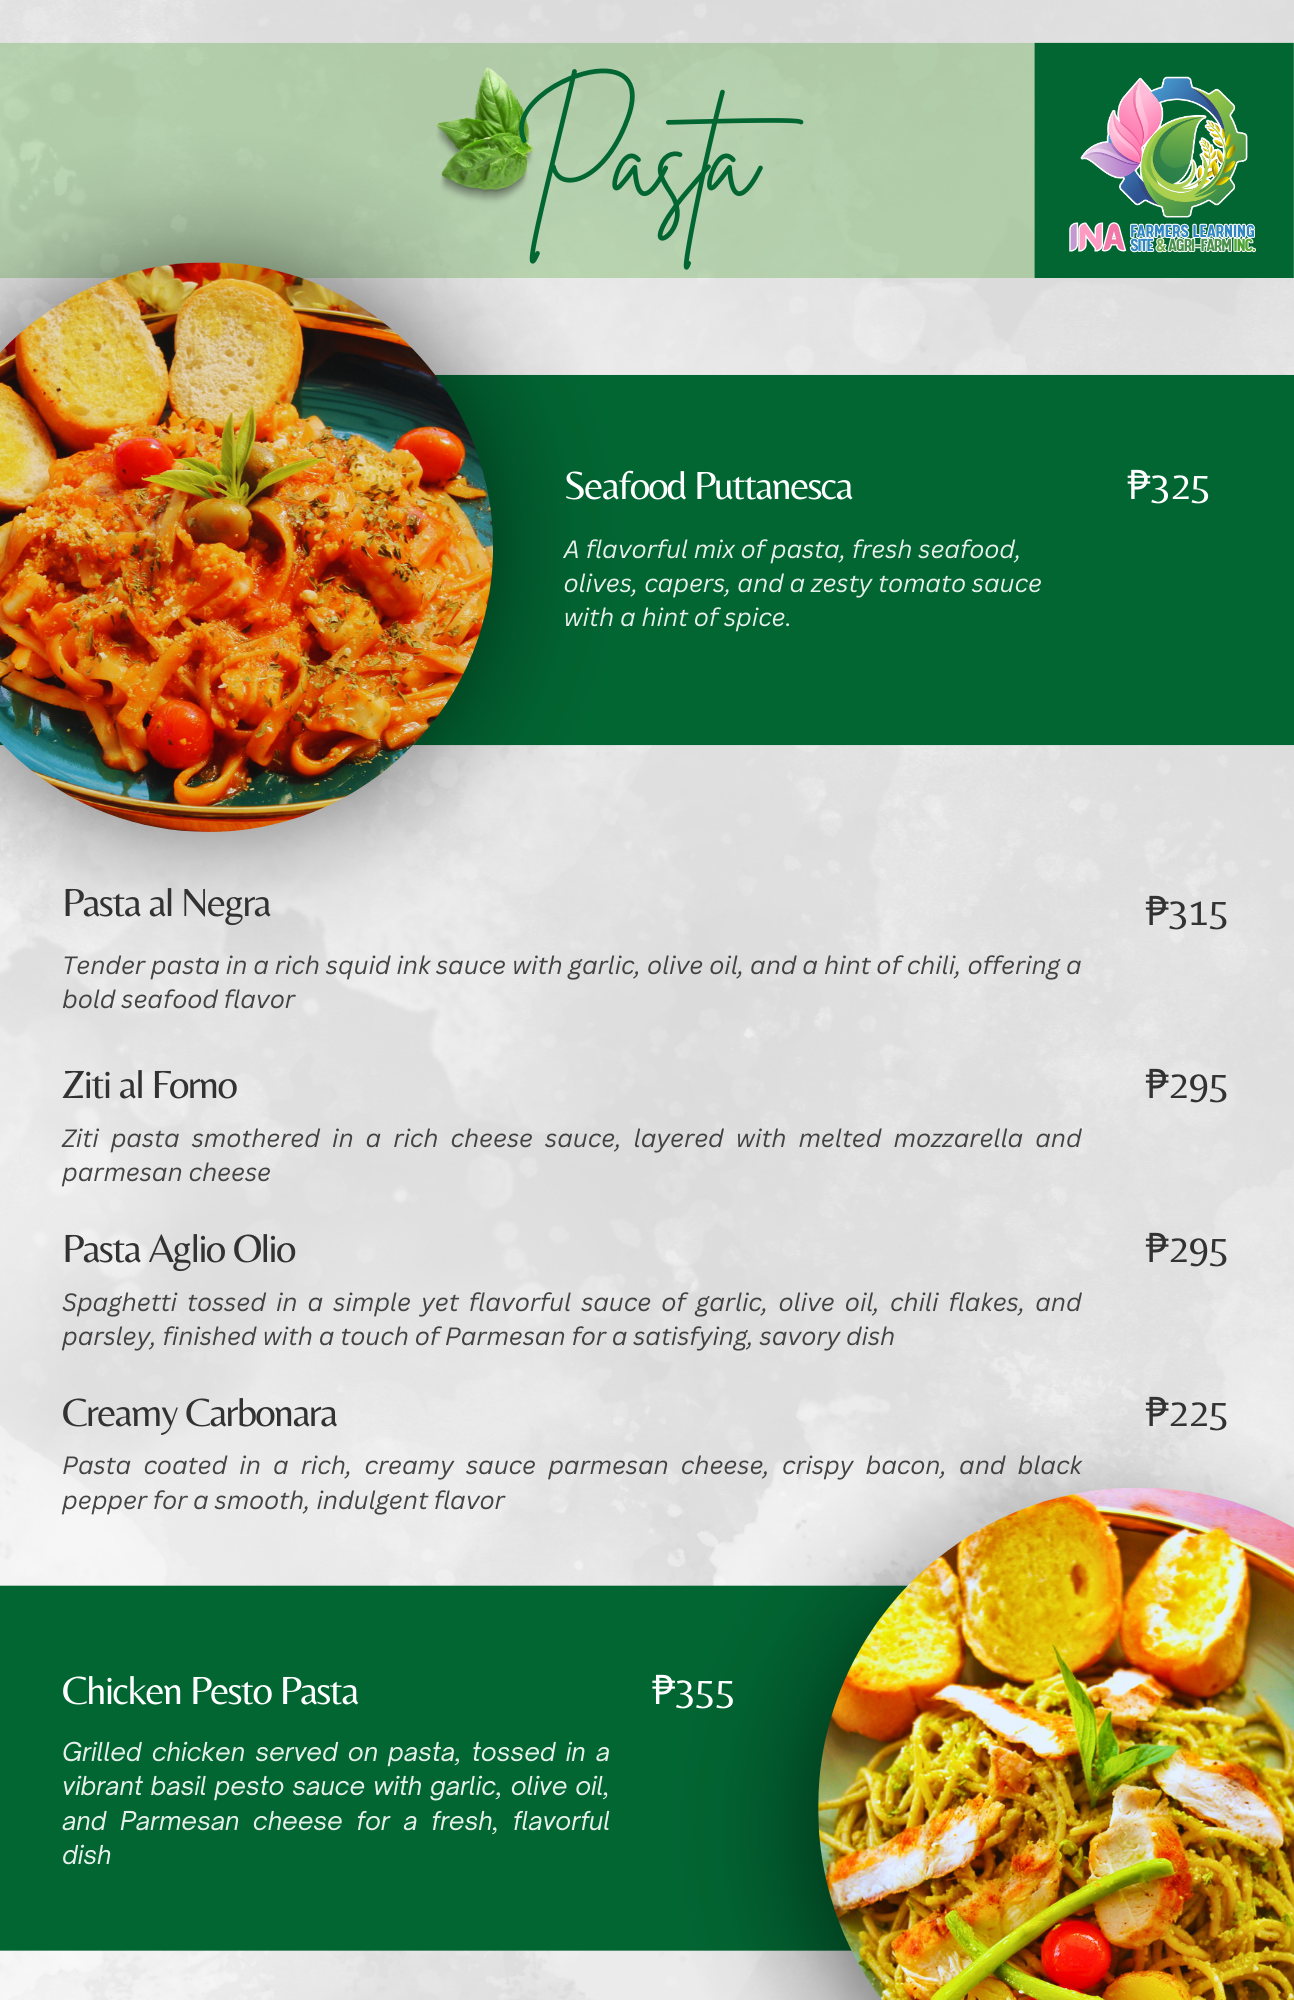 Pasta
INA FARMERS LEARNING
SITE & AGRI-FARM INC.
Seafood Puttanesca ₱325
A flavorful mix of pasta, fresh seafood,
olives, capers, and a zesty tomato sauce
with a hint of spice.
Pasta al Negra ₱315
Tender pasta in a rich squid ink sauce with garlic, olive oil, and a hint of chili, offering a
bold seafood flavor
Ziti al Forno ₱295
Ziti pasta smothered in a rich cheese sauce, layered with melted mozzarella and
parmesan cheese
Pasta Aglio Olio ₱295
Spaghetti tossed in a simple yet flavorful sauce of garlic, olive oil, chili flakes, and
parsley, finished with a touch of Parmesan for a satisfying, savory dish
Creamy Carbonara ₱225
Pasta coated in a rich, creamy sauce parmesan cheese, crispy bacon, and black
pepper for a smooth, indulgent flavor
Chicken Pesto Pasta ₱355
Grilled chicken served on pasta, tossed in a
vibrant basil pesto sauce with garlic, olive oil,
and Parmesan cheese for a fresh, flavorful
dish